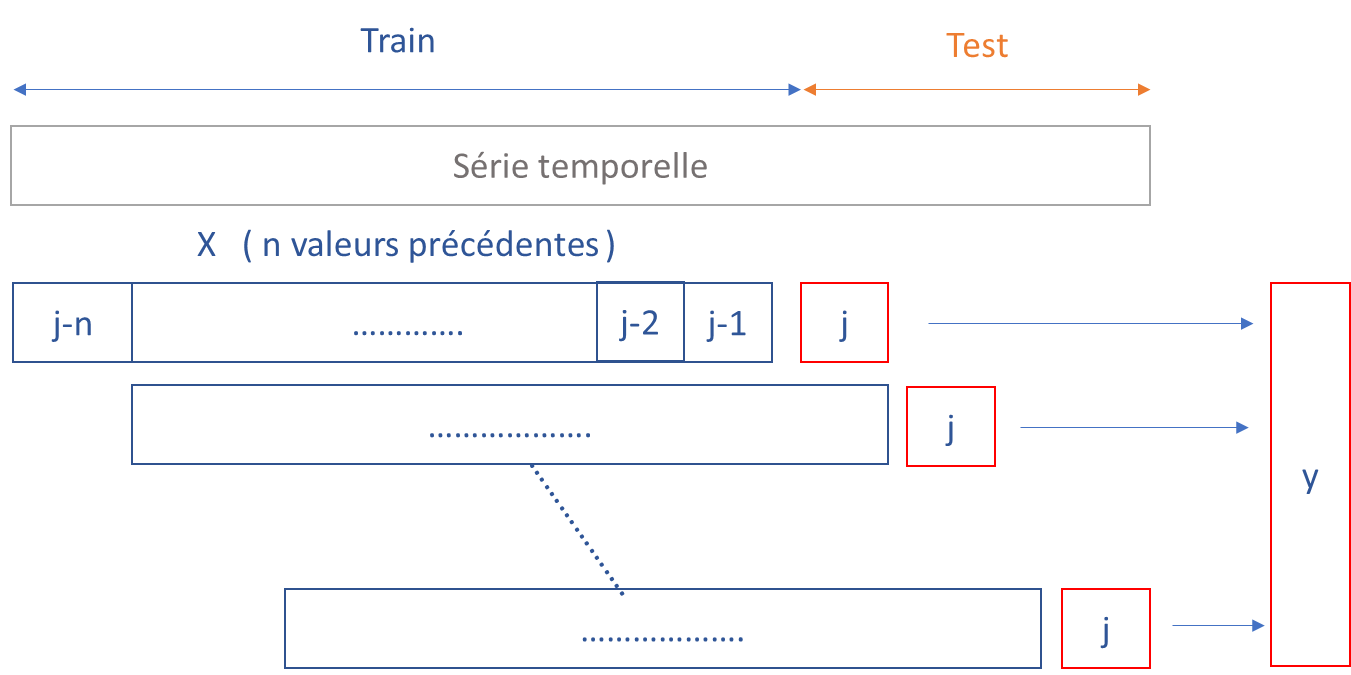 Train
Test
Série temporelle
X ( n valeurs précédentes )
j-n
.............
j-2
j-1
j
...................
j
y
...................
j